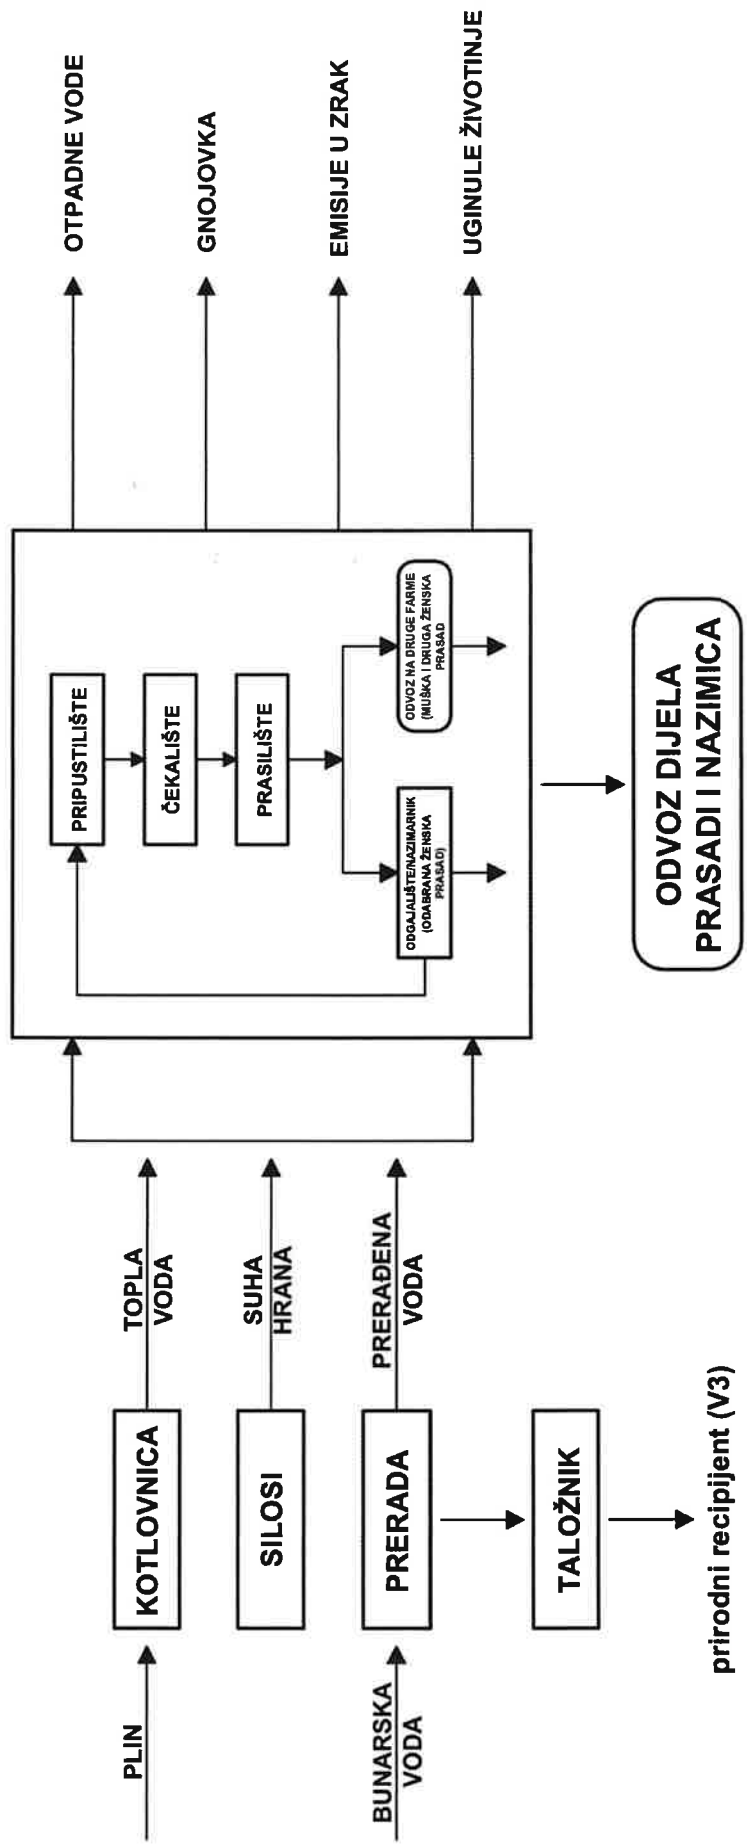 PLIN
KOTLOVNICA
TOPLA
VODA
SILOSI
SUHA
HRANA
BUNARSKA
VODA
PRERADA
PRERAĐENA
VODA
TALOŽNIK
prirodni recipijent (V3)
PRIPUSTILIŠTE
ČEKALIŠTE
PRASILIŠTE
ODGAJALIŠTE/NAZIMARNIK
(ODABRANA ŽENSKA
PRASAD)
ODVOZ NA DRUGE FARME
(MUŠKA I DRUGA ŽENSKA
PRASAD
ODVOZ DIJELA
PRASADI I NAZIMICA
OTPADNE VODE
GNOJOVKA
EMISIJE U ZRAK
UGINULE ŽIVOTINJE